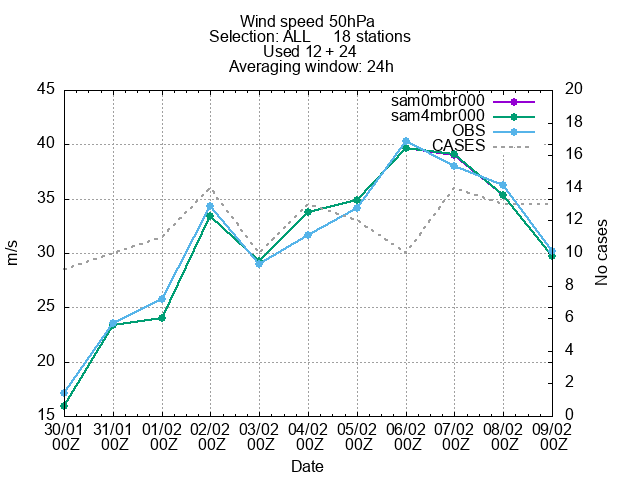 Wind speed 50hPa
Selection: ALL 18 stations
Used 12 + 24
Averaging window: 24h
sam0mbr000
sam4mbr000
OBS
CASES
45
40
35
30
25
20
15
m/s
20
18
16
14
12
10
8
6
4
2
0
No cases
30/01 31/01 01/02 02/02 03/02 04/02 05/02 06/02 07/02 08/02 09/02
00Z 00Z 00Z 00Z 00Z 00Z 00Z 00Z 00Z 00Z 00Z
Date